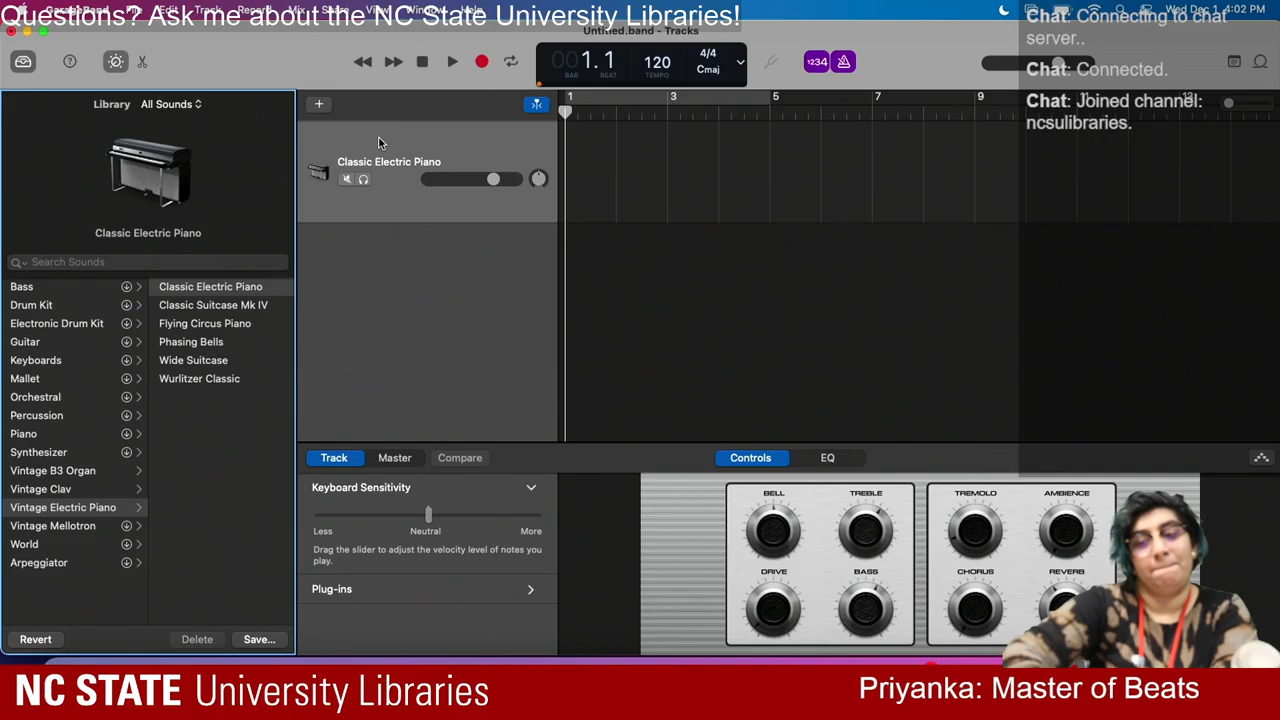 Questions? Ask me about the NC State University Libraries!
Wed Dec 1 4:02 PM
Untitled.band - Tracks
Chat: Connecting to chat
server..
Chat: Connected.
Chat: Joined channel:
ncsulibraries.
001.1
BAR
BEAT
120
TEMPO
4/4
Cmaj
1234
Library
All Sounds
1
3
5
7
9
11
13
Classic Electric Piano
Classic Electric Piano
Search Sounds
Bass
Drum Kit
Electronic Drum Kit
Guitar
Keyboards
Mallet
Orchestral
Percussion
Piano
Synthesizer
Vintage B3 Organ
Vintage Clav
Vintage Electric Piano
Vintage Mellotron
World
Arpeggiator
Classic Electric Piano
Classic Suitcase Mk IV
Flying Circus Piano
Phasing Bells
Wide Suitcase
Wurlitzer Classic
Revert
Delete
Save...
Track
Master
Compare
Controls
EQ
Keyboard Sensitivity
Less
Neutral
More
Drag the slider to adjust the velocity level of notes you
play.
Plug-ins
BELL
TREBLE
TREMOLO
AMBIENCE
DRIVE
BASS
CHORUS
REVERB
NC STATE University Libraries
Priyanka: Master of Beats